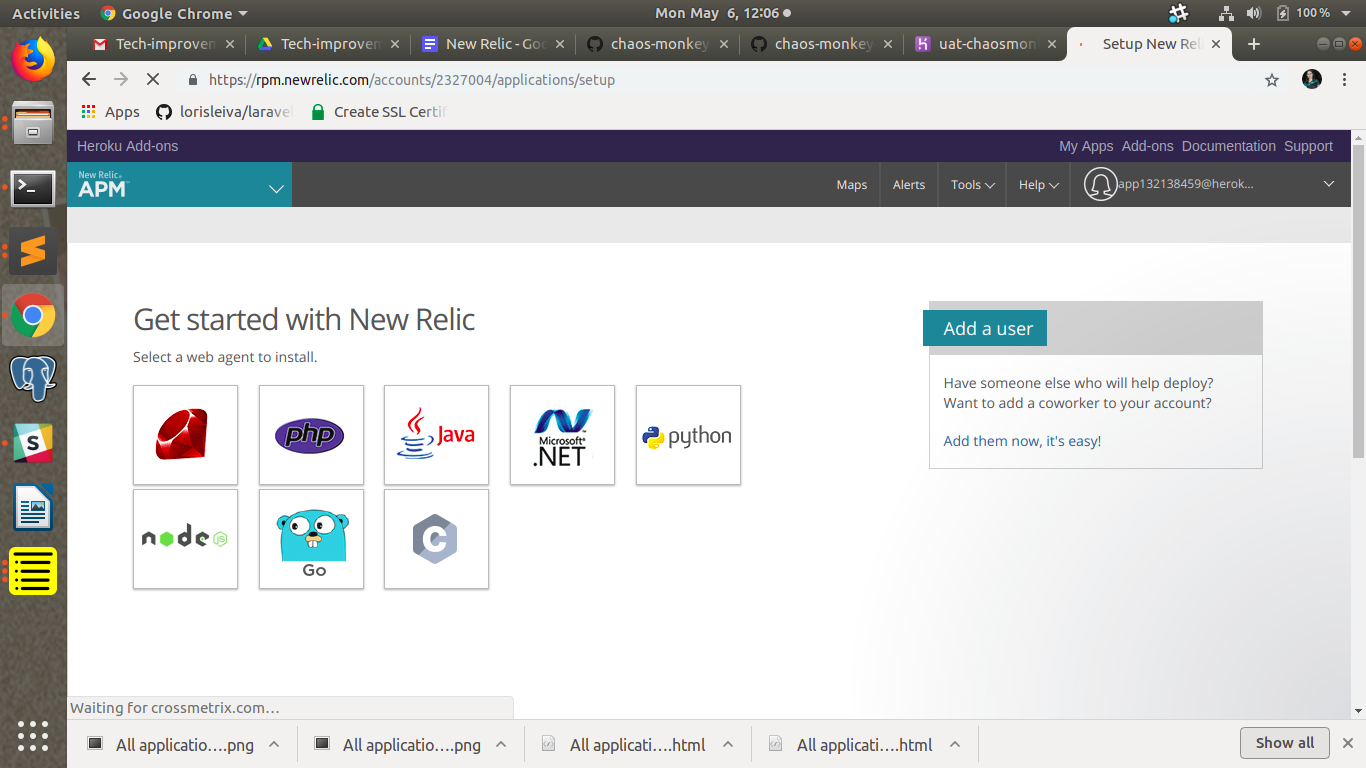 Activities Google Chrome Mon May 6, 12:06 100 %
Tech-improvem Tech-improvem New Relic - Goo chaos-monkey chaos-monkey uat-chaosmon Setup New Rel
https://rpm.newrelic.com/accounts/2327004/applications/setup
Apps lorisleiva/larave Create SSL Certif
Heroku Add-ons My Apps Add-ons Documentation Support
New Relic®
APM™ Maps Alerts Tools Help app132138459@herok...
Get started with New Relic
Select a web agent to install.
php Java Microsoft® .NET python
node JS Go C
Add a user
Have someone else who will help deploy?
Want to add a coworker to your account?
Add them now, it's easy!
Waiting for crossmetrix.com…
All applicatio….png All applicatio….png All applicati….html All applicati….html Show all